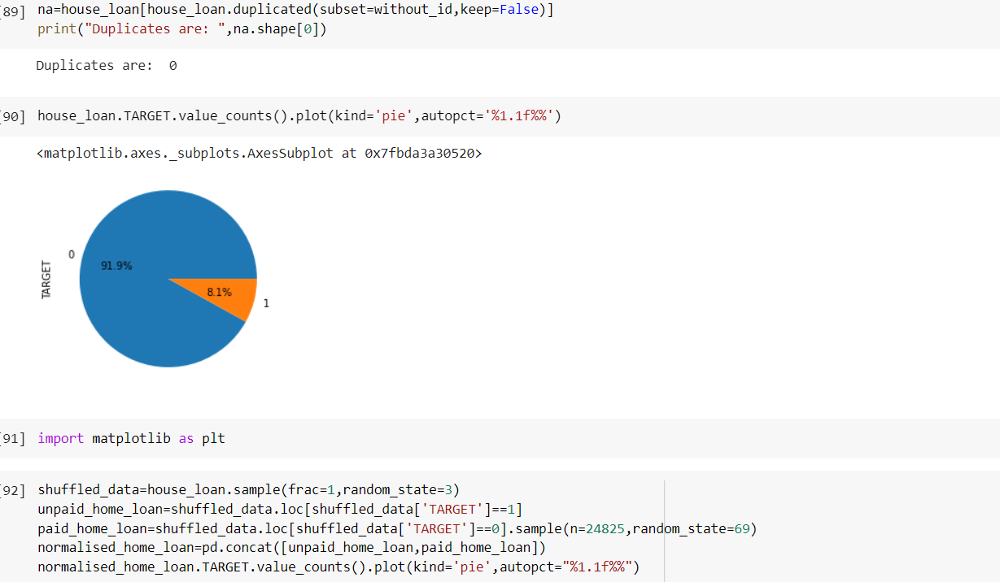 89] na=house_loan[house_loan.duplicated(subset=without_id,keep=False)]
print("Duplicates are: ",na.shape[0])
Duplicates are:  0
[90] house_loan.TARGET.value_counts().plot(kind='pie',autopct='%1.1f%%')
<matplotlib.axes._subplots.AxesSubplot at 0x7fbda3a30520>
0
91.9%
TARGET
8.1%
1
[91] import matplotlib as plt
[92] shuffled_data=house_loan.sample(frac=1,random_state=3)
unpaid_home_loan=shuffled_data.loc[shuffled_data['TARGET']==1]
paid_home_loan=shuffled_data.loc[shuffled_data['TARGET']==0].sample(n=24825,random_state=69)
normalised_home_loan=pd.concat([unpaid_home_loan,paid_home_loan])
normalised_home_loan.TARGET.value_counts().plot(kind='pie',autopct="%1.1f%%")